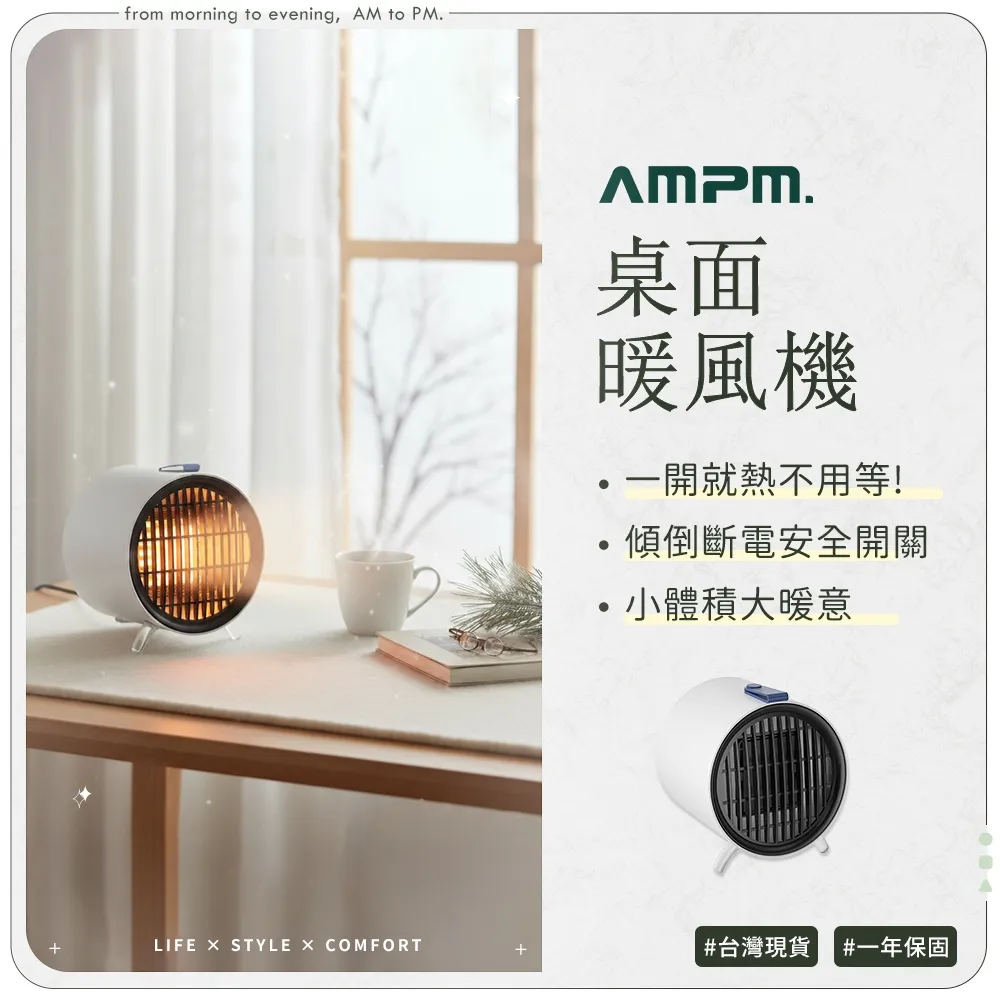 from morning to evening, AM to PM.
AMPM.
桌面
暖風機
• 一開就熱不用等!
• 傾倒斷電安全開關
• 小體積大暖意
LIFE × STYLE × COMFORT
#台灣現貨
#一年保固